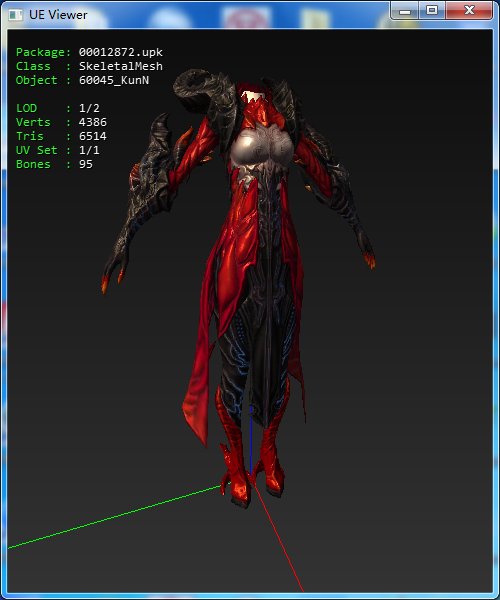 UE Viewer
Package: 00012872.upk
Class : SkeletalMesh
Object : 60045_KunN
LOD : 1/2
Verts : 4386
Tris : 6514
UV Set : 1/1
Bones : 95